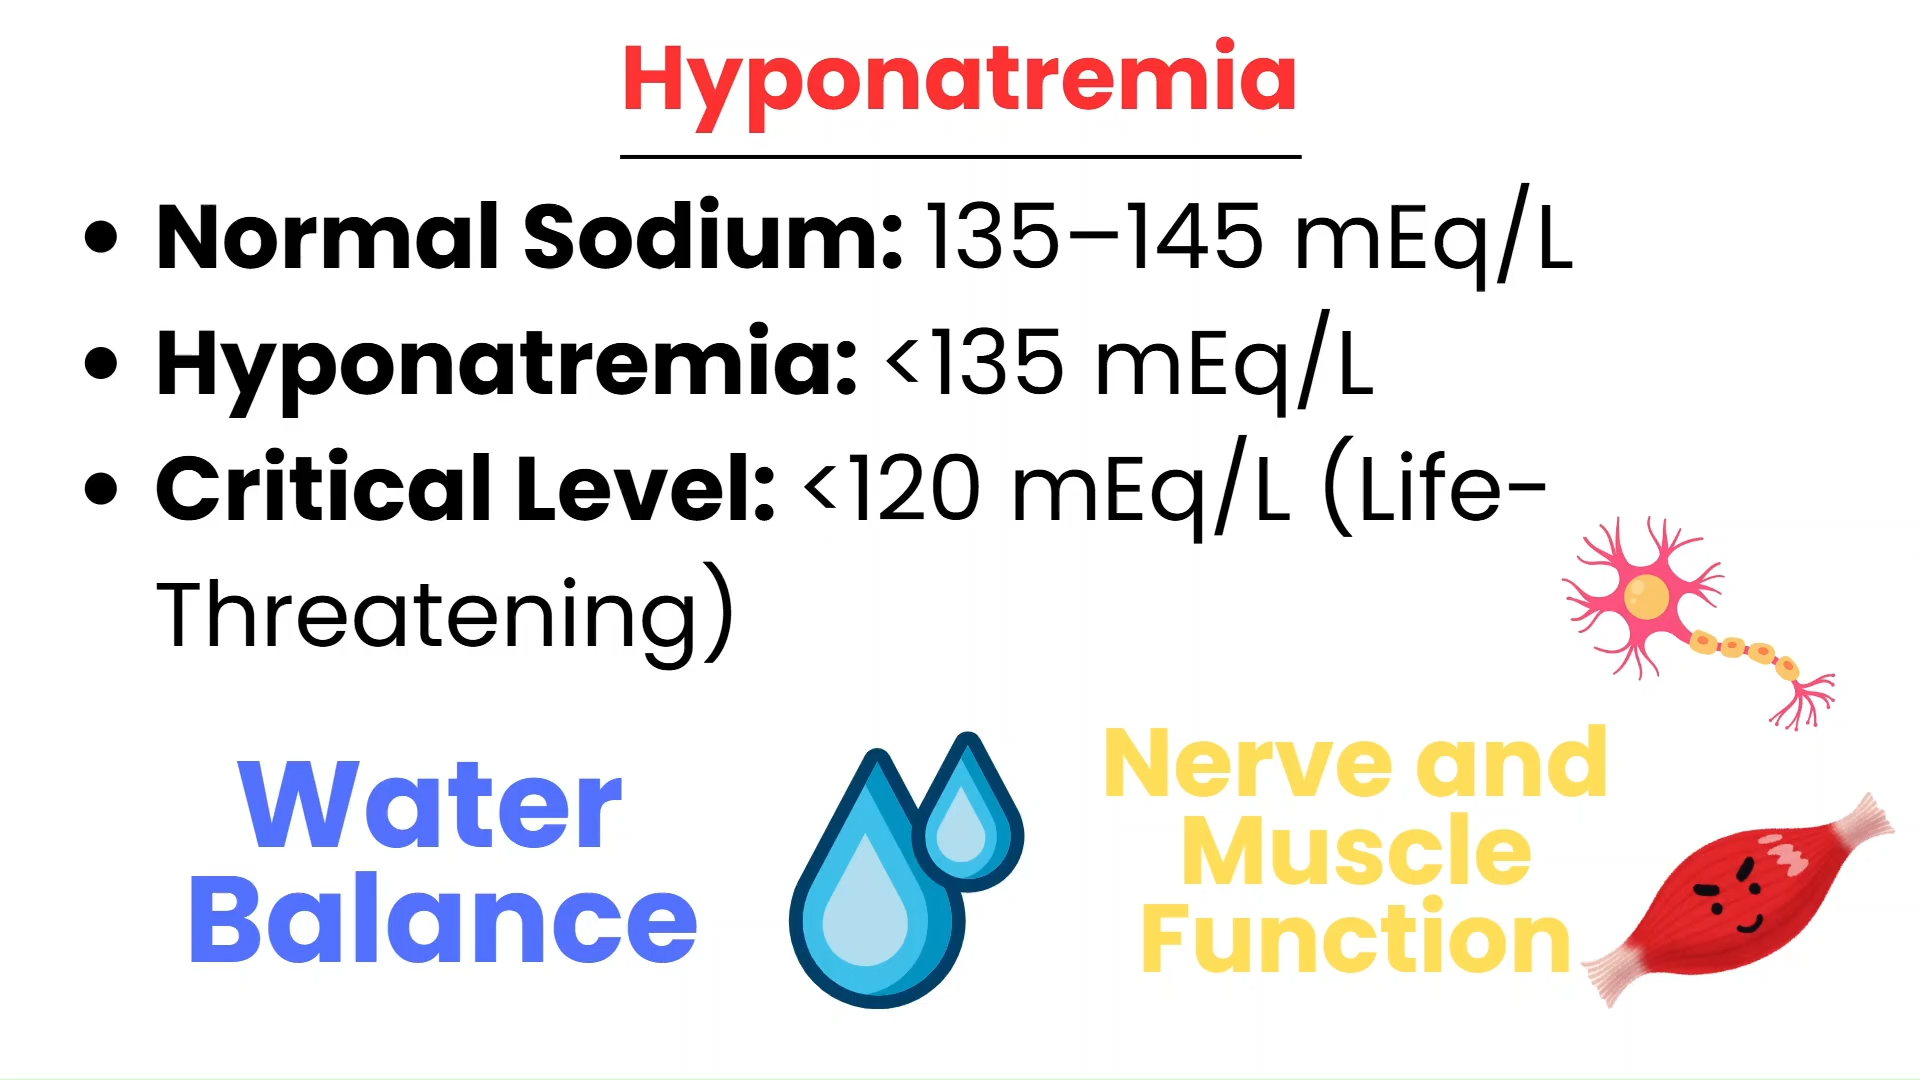 Hyponatremia
• Normal Sodium: 135–145 mEq/L
• Hyponatremia: <135 mEq/L
• Critical Level: <120 mEq/L (Life-
Threatening)
Water
Balance
Nerve and
Muscle
Function